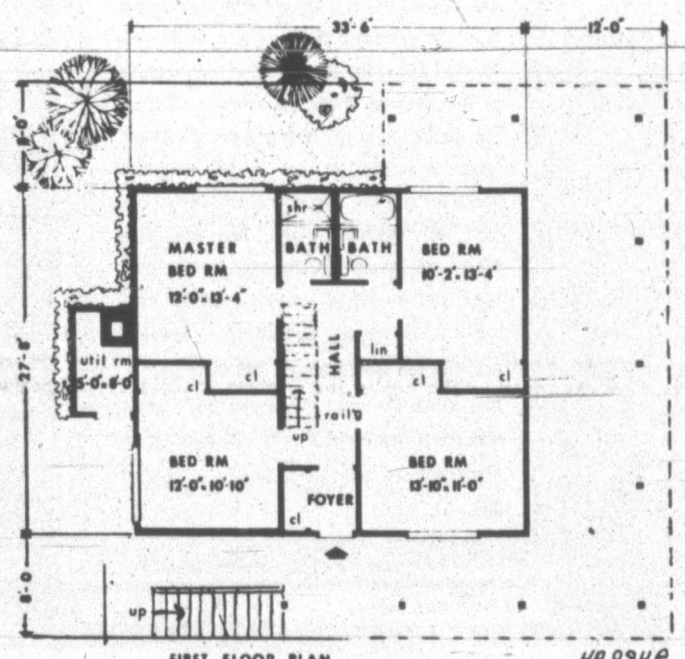 33'-6"
12'-0"
8'-0"
27'-8"
8'-0
shr
MASTER
BED RM
12'-0"x 13'-4"
BATH
BATH
BED RM
10'-2"x 13'-4"
HALL
lin
util rm
5'-0x8'-0
cl
cl
cl
cl
rail'g
up
BED RM
12'-0"x 10'-10"
FOYER
cl
BED RM
13'-10"x 11'-0"
up
FIRST FLOOR PLAN